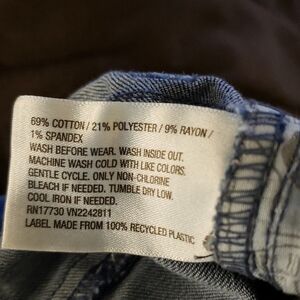 69% COTTON / 21% POLYESTER / 9% RAYON /
1% SPANDEX
WASH BEFORE WEAR. WASH INSIDE OUT.
MACHINE WASH COLD WITH LIKE COLORS.
GENTLE CYCLE. ONLY NON-CHLORINE
BLEACH IF NEEDED. TUMBLE DRY LOW.
COOL IRON IF NEEDED.
RN17730 VN2242811
LABEL MADE FROM 100% RECYCLED PLASTIC